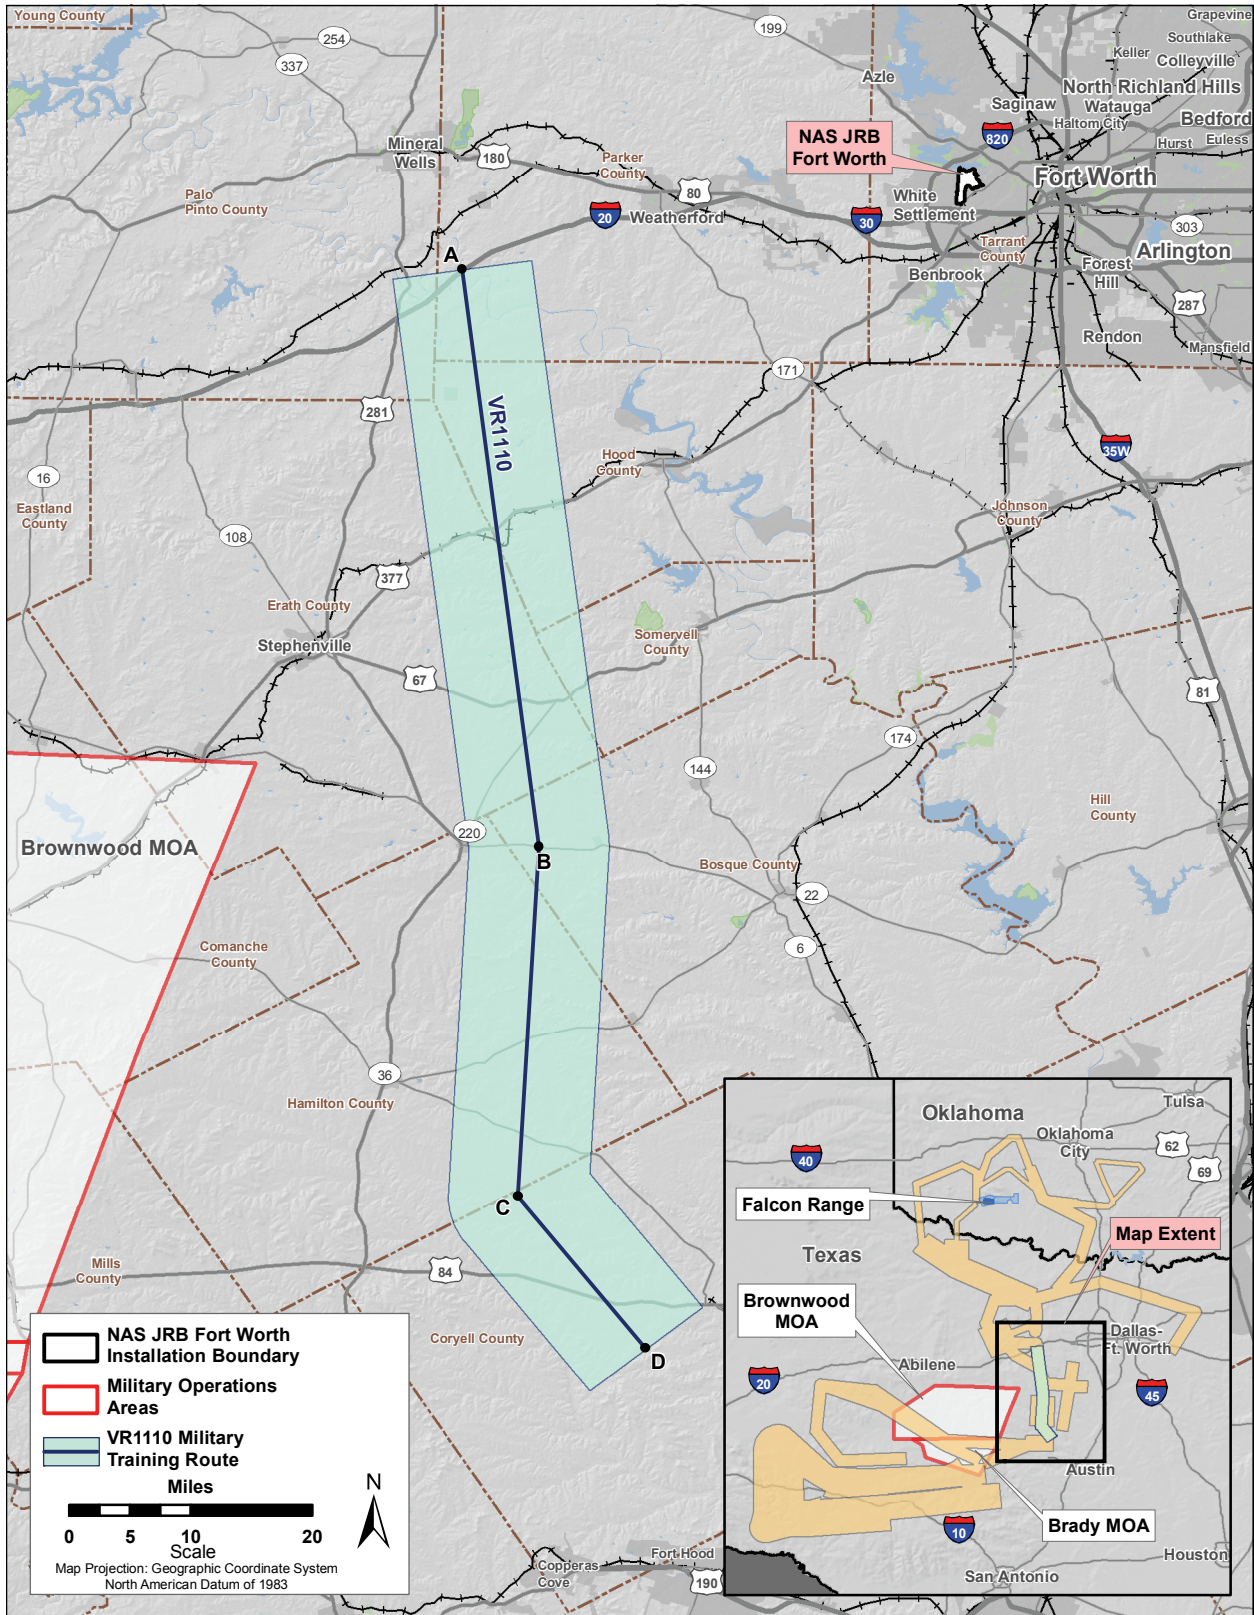 Young County
254
337
199
Grapevine
Southlake
Keller
Colleyville
Azle
North Richland Hills
Saginaw
Watauga
Haltom City
Bedford
820
Hurst
Euless
NAS JRB
Fort Worth
Mineral
Wells
180
Parker
County
80
Fort Worth
White
Settlement
Palo
Pinto County
20
Weatherford
30
303
Tarrant
County
Arlington
Benbrook
Forest
Hill
287
A
Rendon
Mansfield
171
281
VR1110
35W
Hood
County
16
Eastland
County
Johnson
County
108
377
Erath County
Stephenville
Somervell
County
67
81
174
144
Hill
County
220
Brownwood MOA
B
Bosque County
22
6
Comanche
County
36
Hamilton County
C
Mills
County
84
Coryell County
D
NAS JRB Fort Worth
Installation Boundary
Military Operations
Areas
VR1110 Military
Training Route
Miles
0 5 10 20
Scale
N
Map Projection: Geographic Coordinate System
North American Datum of 1983
Copperas
Cove
Fort Hood
190
Oklahoma
Tulsa
Oklahoma
City
62
69
40
Falcon Range
Map Extent
Texas
Brownwood
MOA
Dallas-
Ft. Worth
Abilene
20
45
Austin
Brady MOA
10
Houston
San Antonio